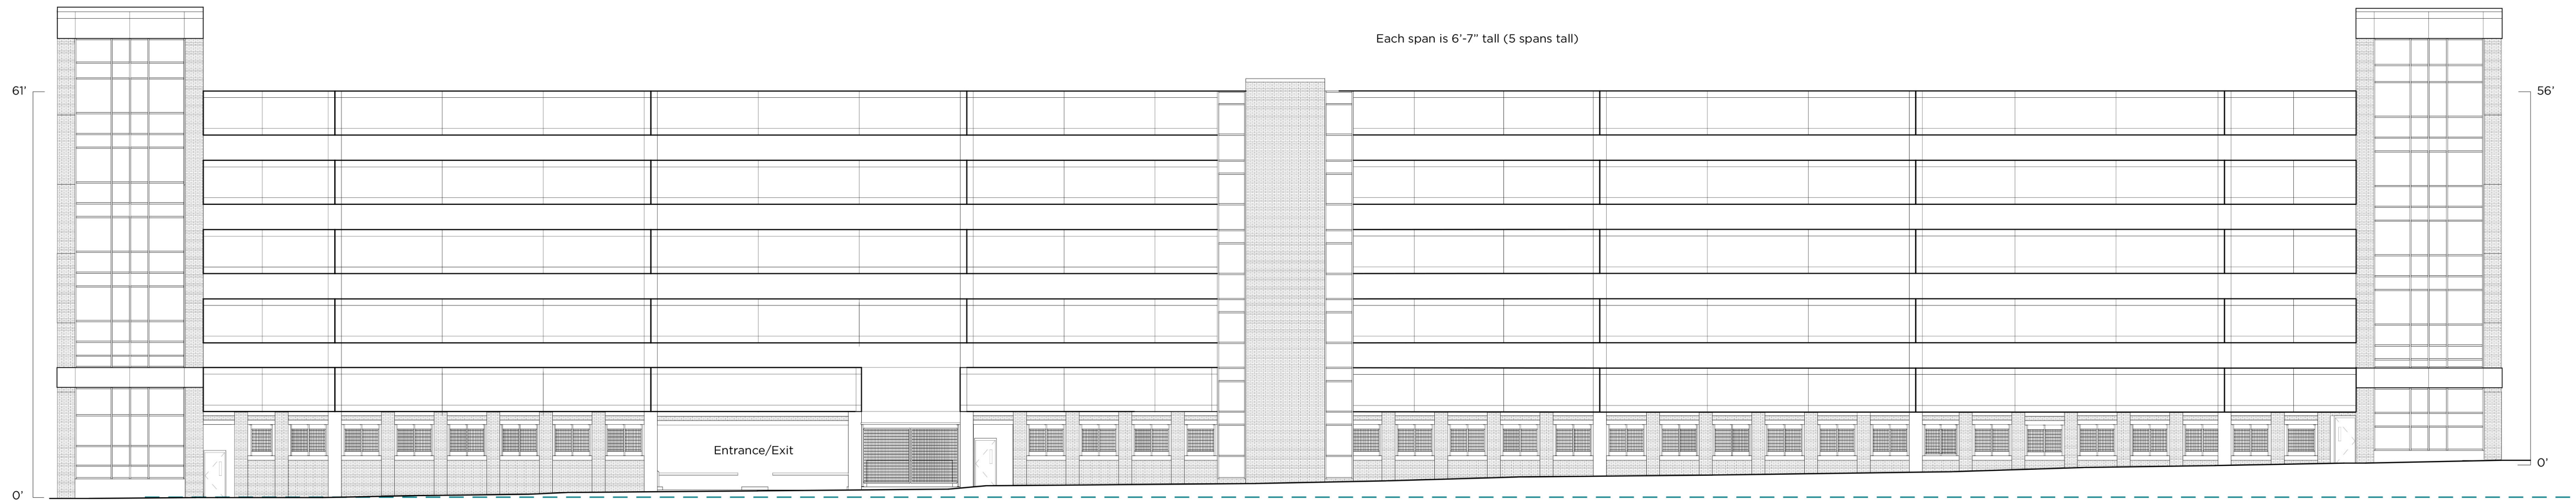 Each span is 6’-7” tall (5 spans tall)
61’
56’
Entrance/Exit
0’
0’